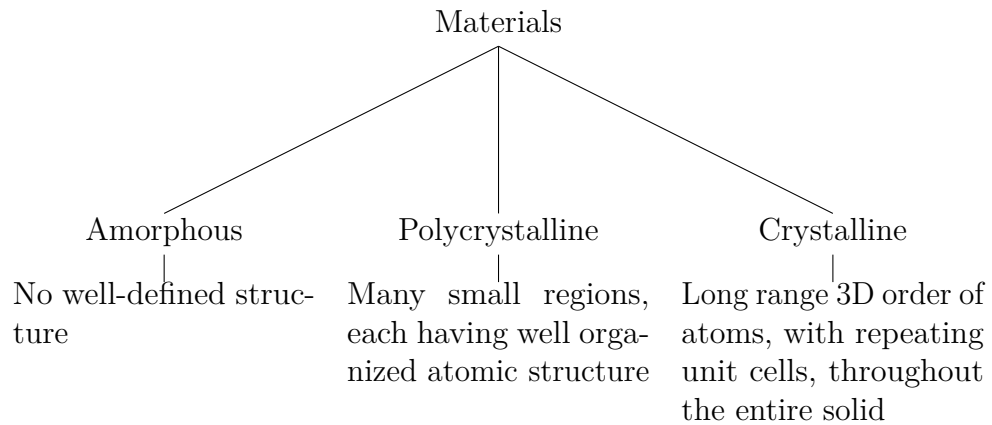 Materials
Amorphous
Polycrystalline
Crystalline
No well-defined struc-
ture
Many small regions,
each having well orga-
nized atomic structure
Long range 3D order of
atoms, with repeating
unit cells, throughout
the entire solid